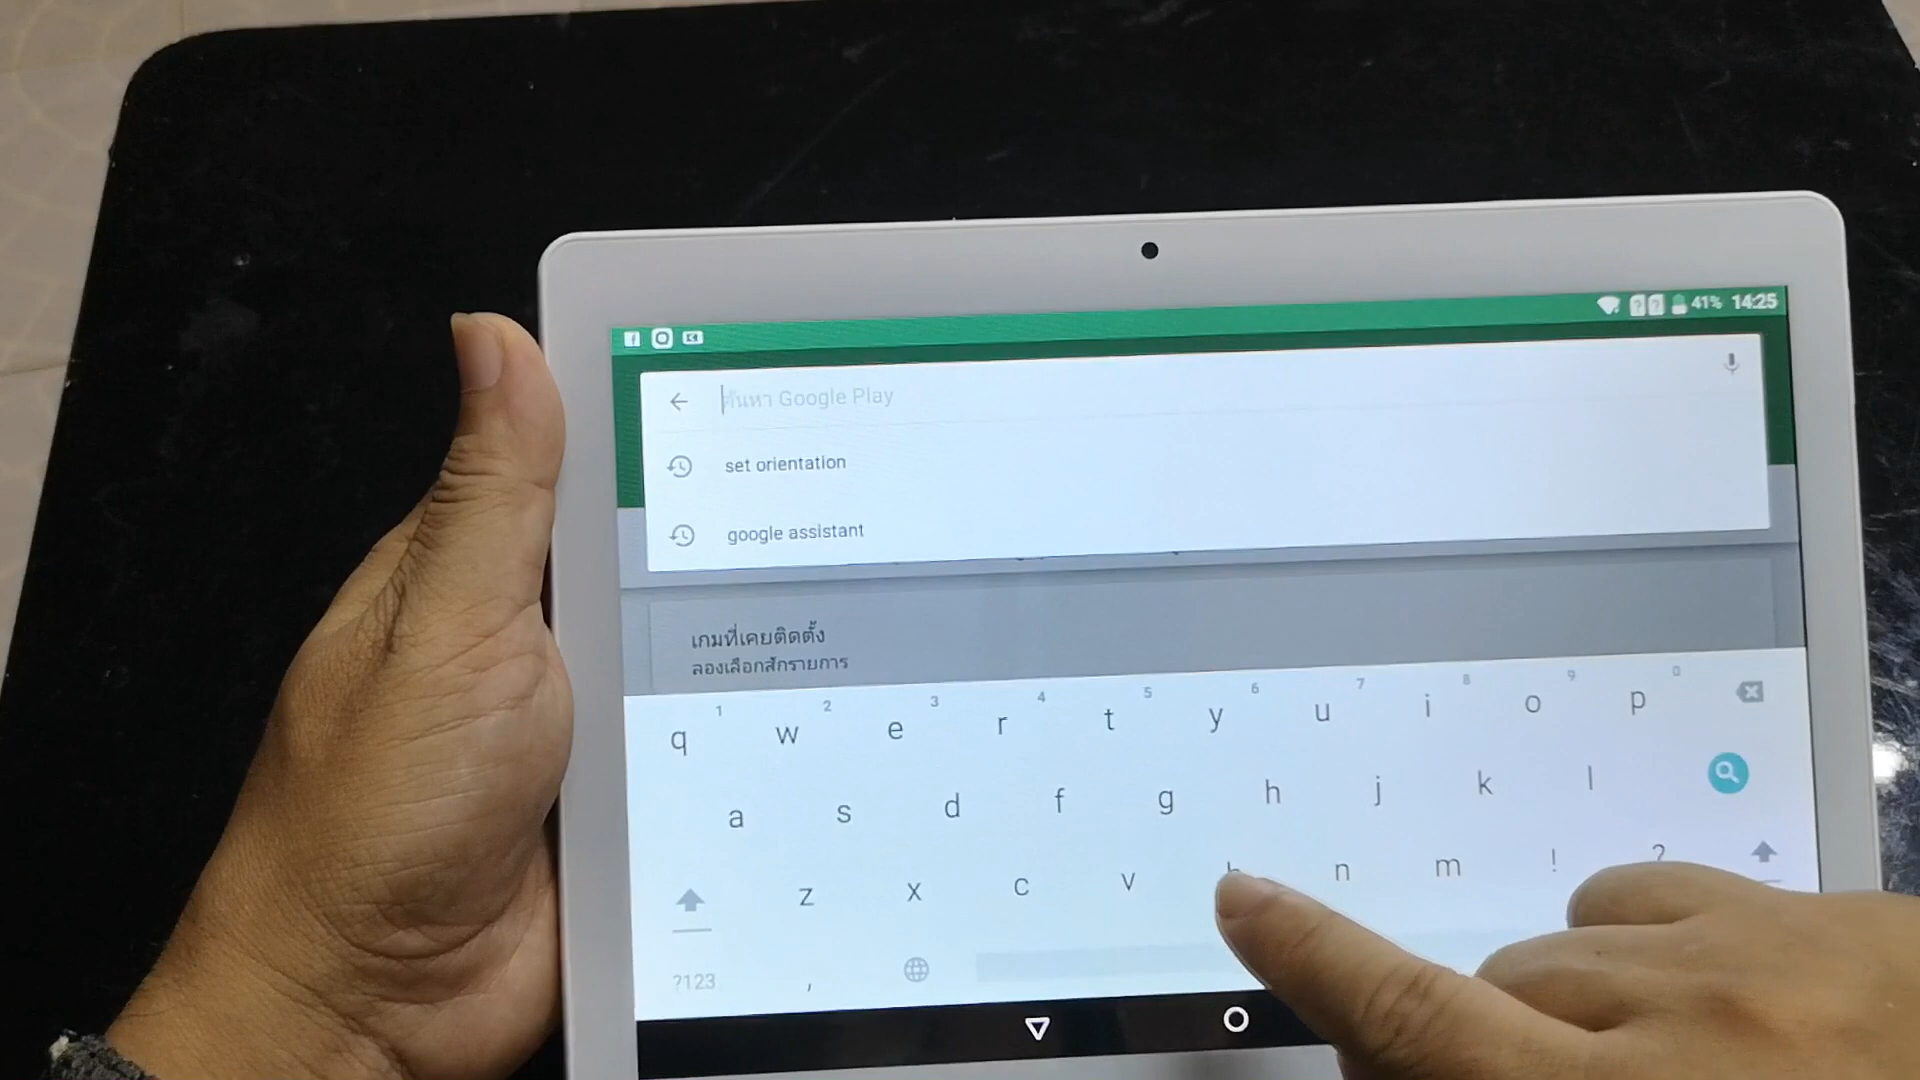 41% 14:25
ค้นหา Google Play
set orientation
google assistant
เกมที่เคยติดตั้ง
ลองเลือกสักรายการ
1 2 3 4 5 6 7 8 9 0
q w e r t y u i o p
a s d f g h j k l
z x c v b n m ! ?
?123 ,